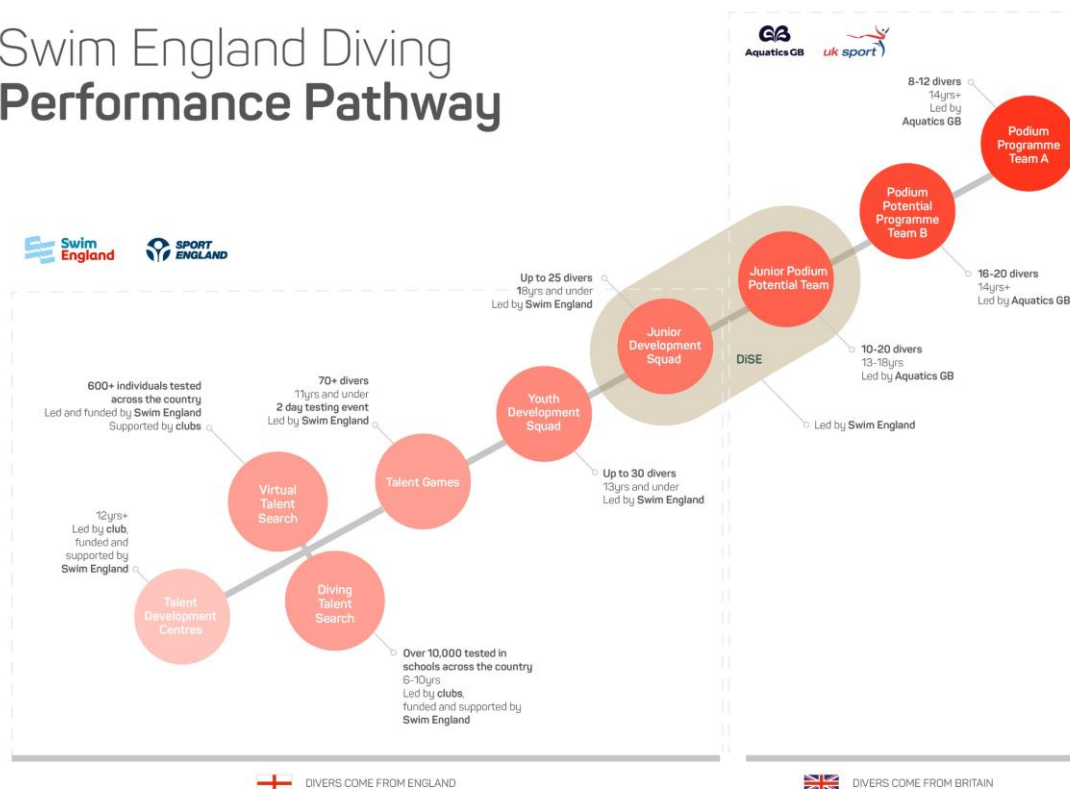 Swim England Diving
Performance Pathway
Aquatics GB
uk sport
8-12 divers
14yrs+
Led by
Aquatics GB
Podium
Programme
Team A
Podium
Potential
Programme
Team B
16-20 divers
14yrs+
Led by Aquatics GB
Swim
England
SPORT
ENGLAND
Up to 25 divers
18yrs and under
Led by Swim England
Junior Podium
Potential Team
Junior
Development
Squad
DiSE
10-20 divers
13-18yrs
Led by Aquatics GB
Led by Swim England
600+ individuals tested
across the country
Led and funded by Swim England
Supported by clubs
70+ divers
11yrs and under
2 day testing event
Led by Swim England
Youth
Development
Squad
Up to 30 divers
13yrs and under
Led by Swim England
Talent Games
Virtual
Talent
Search
12yrs+
Led by club,
funded and
supported by
Swim England
Talent
Development
Centres
Diving
Talent
Search
Over 10,000 tested in
schools across the country
6-10yrs
Led by clubs,
funded and supported by
Swim England
DIVERS COME FROM ENGLAND
DIVERS COME FROM BRITAIN